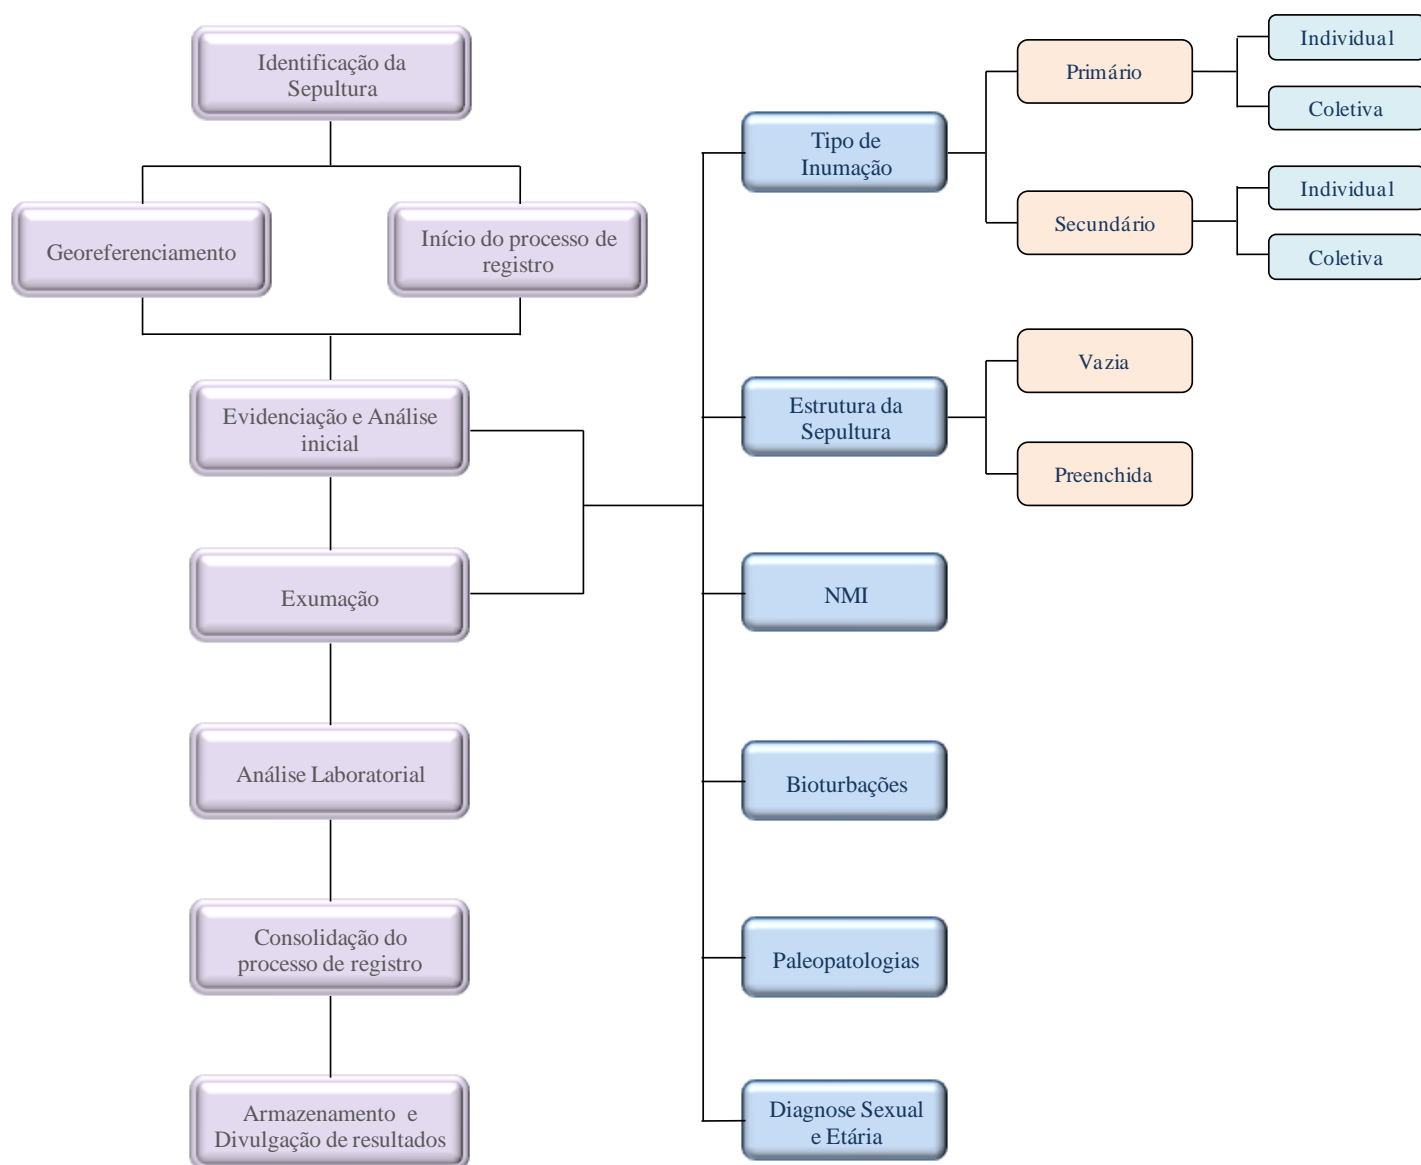 Identificação da
Sepultura
Georeferenciamento
Início do processo de
registro
Evidenciação e Análise
inicial
Exumação
Análise Laboratorial
Consolidação do
processo de registro
Armazenamento e
Divulgação de resultados
Tipo de
Inumação
Primário
Individual
Coletiva
Secundário
Individual
Coletiva
Estrutura da
Sepultura
Vazia
Preenchida
NMI
Bioturbações
Paleopatologias
Diagnose Sexual
e Etária